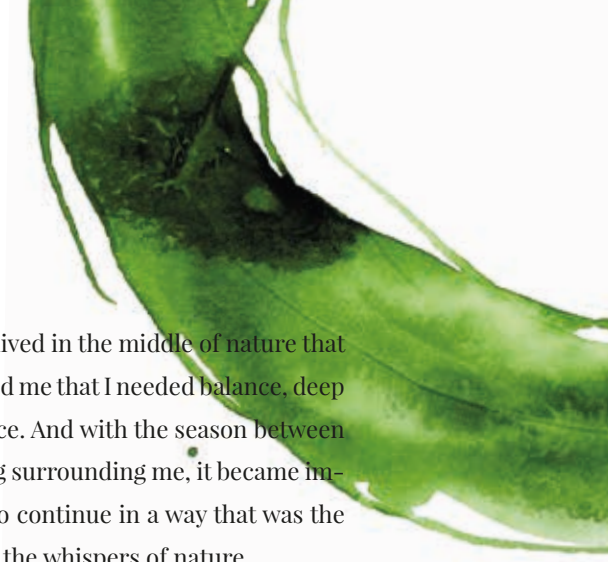 ived in the middle of nature that
d me that I needed balance, deep
ce. And with the season between
g surrounding me, it became im-
o continue in a way that was the
the whispers of nature